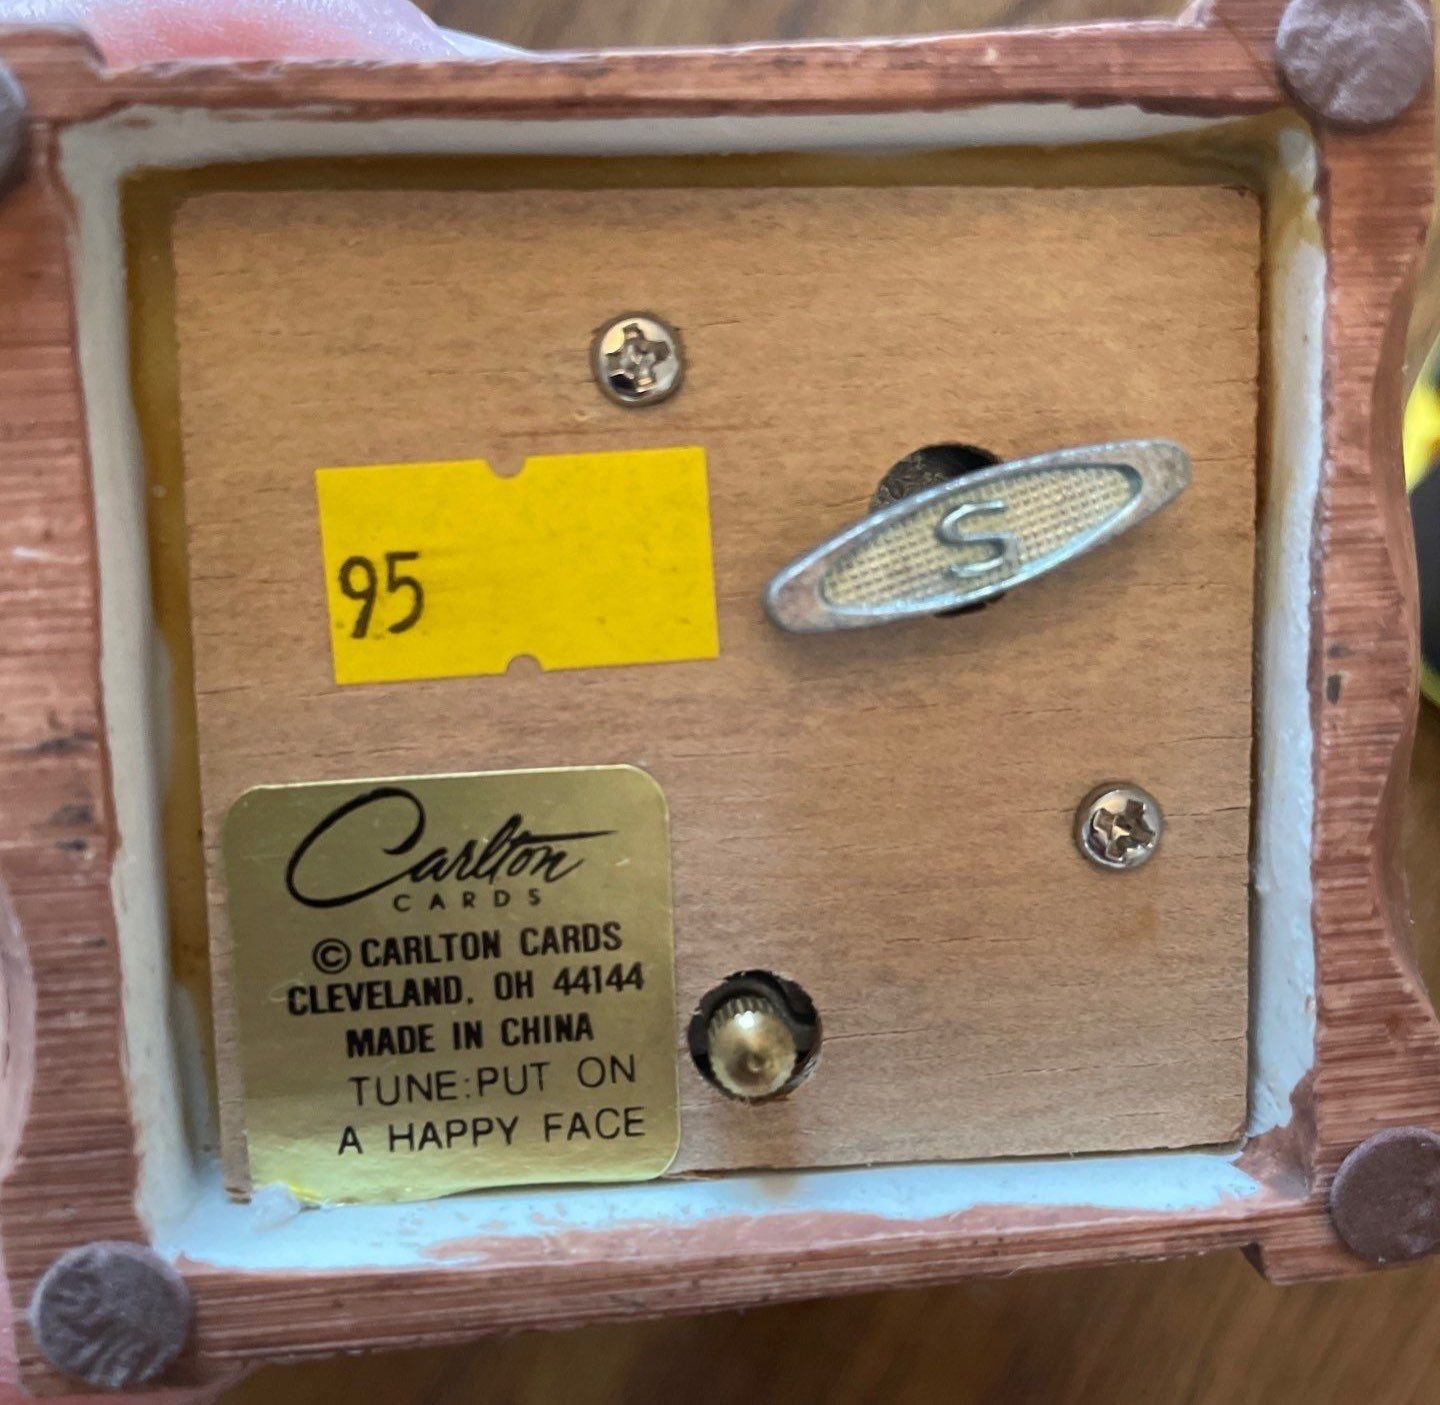 95
S
Carlton
CARDS
© CARLTON CARDS
CLEVELAND. OH 44144
MADE IN CHINA
TUNE:PUT ON
A HAPPY FACE